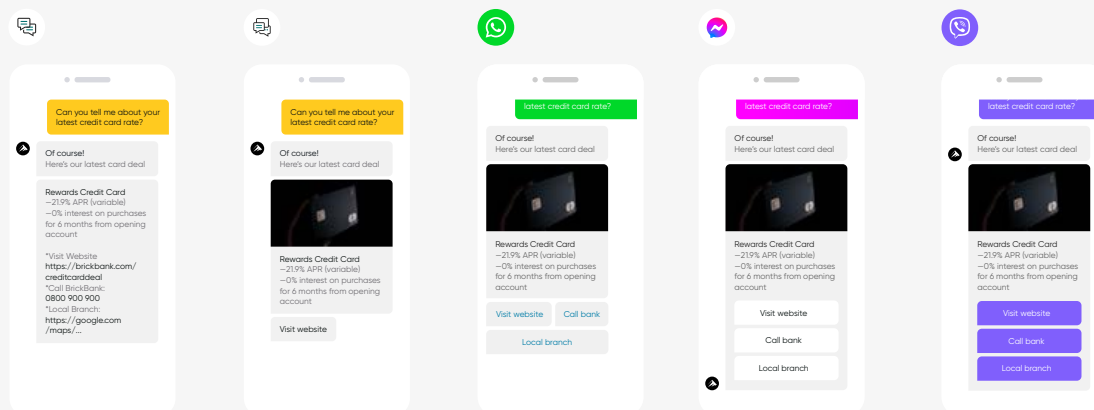 Can you tell me about your
latest credit card rate?
Of course!
Here's our latest card deal
Rewards Credit Card
–21.9% APR (variable)
–0% interest on purchases
for 6 months from opening
account
*Visit Website
https://brickbank.com/
creditcarddeal
*Call BrickBank:
0800 900 900
*Local Branch:
https://google.com
/maps/...
Can you tell me about your
latest credit card rate?
Of course!
Here's our latest card deal
Rewards Credit Card
–21.9% APR (variable)
–0% interest on purchases
for 6 months from opening
account
Visit website
latest credit card rate?
Of course!
Here's our latest card deal
Rewards Credit Card
–21.9% APR (variable)
–0% interest on purchases
for 6 months from opening
account
Visit website
Call bank
Local branch
latest credit card rate?
Of course!
Here's our latest card deal
Rewards Credit Card
–21.9% APR (variable)
–0% interest on purchases
for 6 months from opening
account
Visit website
Call bank
Local branch
latest credit card rate?
Of course!
Here's our latest card deal
Rewards Credit Card
–21.9% APR (variable)
–0% interest on purchases
for 6 months from opening
account
Visit website
Call bank
Local branch